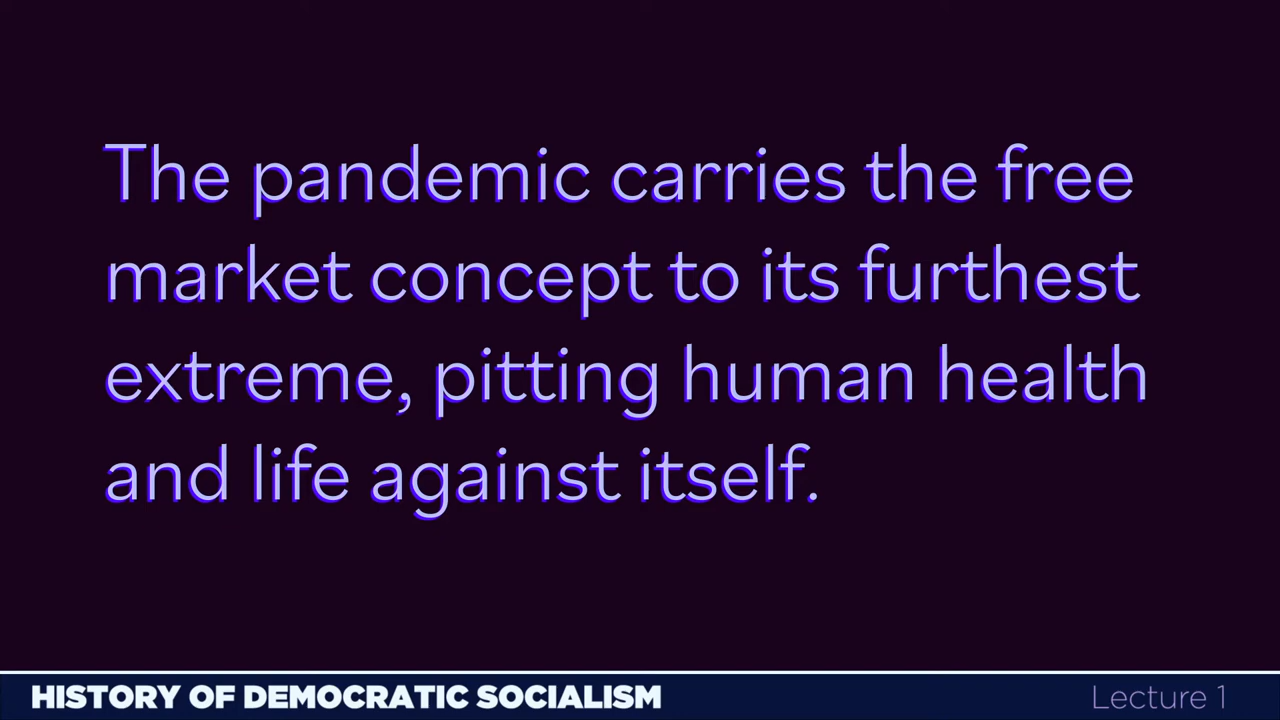 The pandemic carries the free
market concept to its furthest
extreme, pitting human health
and life against itself.
HISTORY OF DEMOCRATIC SOCIALISM
Lecture 1